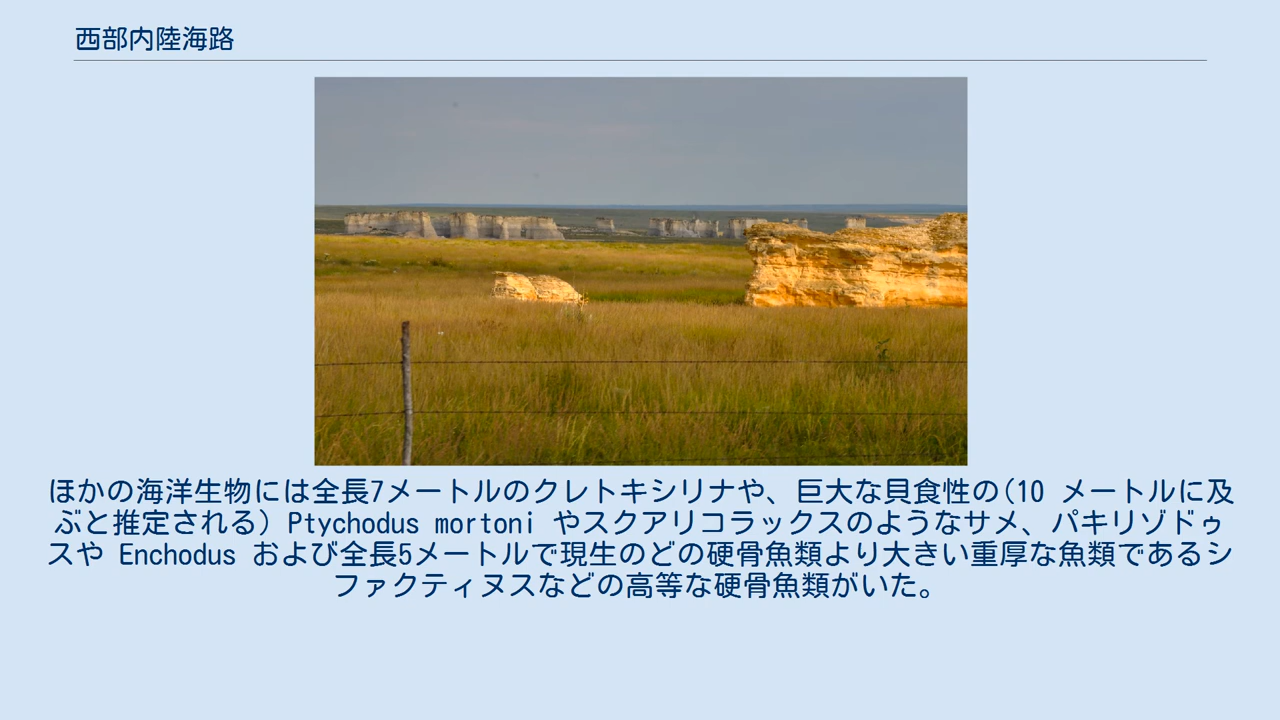 西部内陸海路
ほかの海洋生物には全長7メートルのクレトキシリナや、巨大な貝食性の(10 メートルに及
ぶと推定される) Ptychodus mortoni やスクアリコラックスのようなサメ、パキリゾドゥ
スや Enchodus および全長5メートルで現生のどの硬骨魚類より大きい重厚な魚類であるシ
ファクティヌスなどの高等な硬骨魚類がいた。